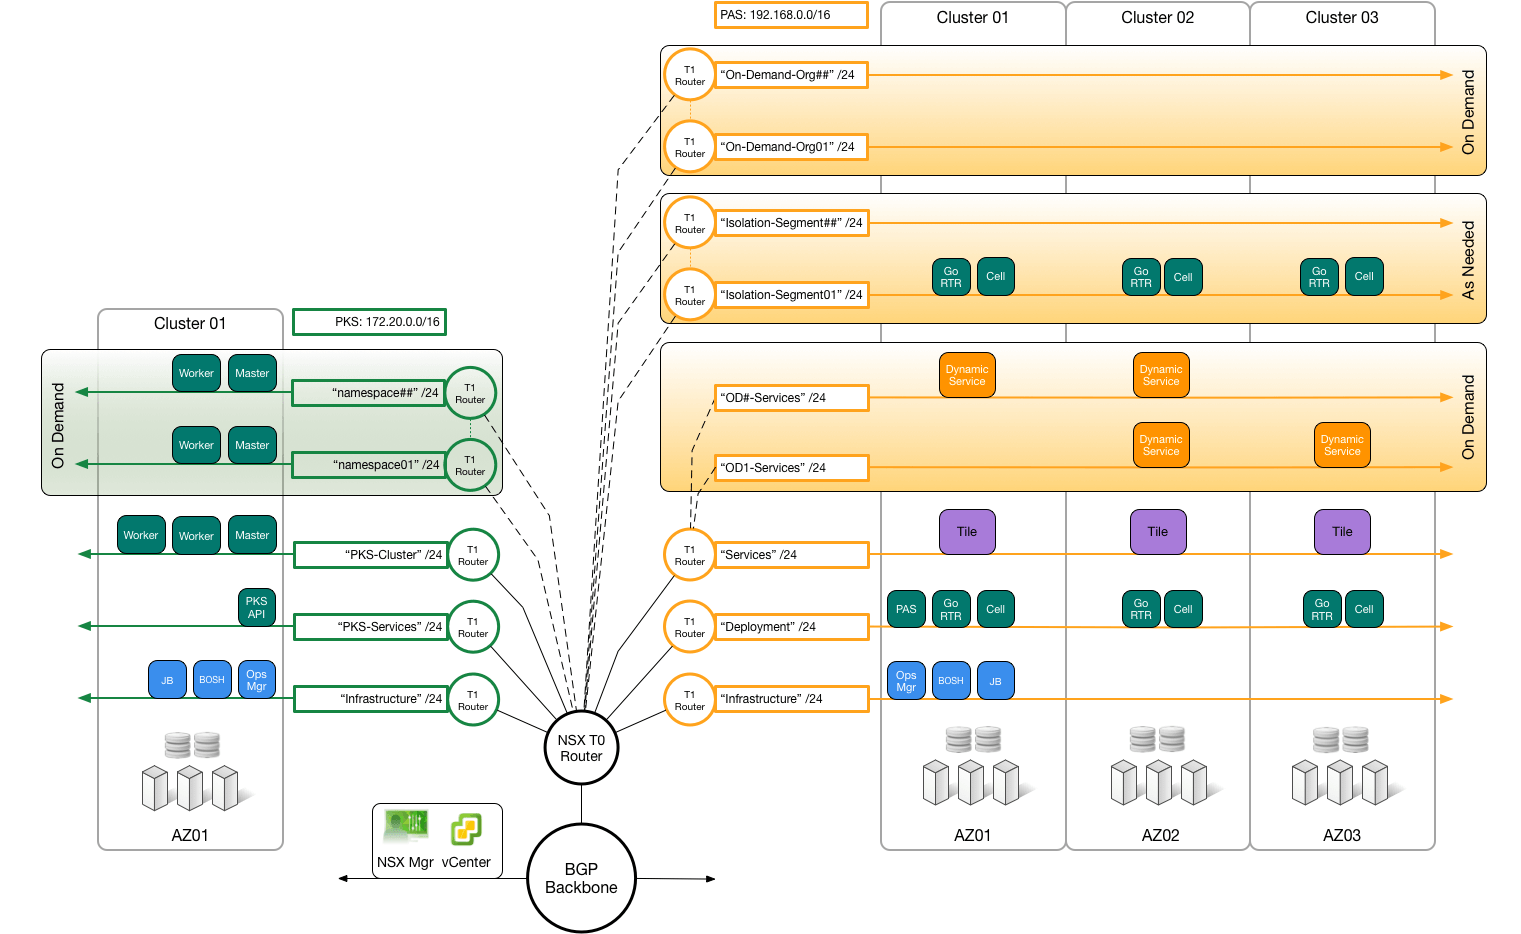 PAS: 192.168.0.0/16
Cluster 01
Cluster 02
Cluster 03
T1
Router
“On-Demand-Org##” /24
T1
Router
“On-Demand-Org01” /24
On Demand
T1
Router
“Isolation-Segment##” /24
Go
RTR
Cell
Go
RTR
Cell
Go
RTR
Cell
T1
Router
“Isolation-Segment01” /24
As Needed
Dynamic
Service
Dynamic
Service
“OD#-Services” /24
Dynamic
Service
Dynamic
Service
“OD1-Services” /24
On Demand
Tile
Tile
Tile
T1
Router
“Services” /24
PAS
Go
RTR
Cell
Go
RTR
Cell
Go
RTR
Cell
T1
Router
“Deployment” /24
Ops
Mgr
BOSH
JB
T1
Router
“Infrastructure” /24
AZ01
AZ02
AZ03
Cluster 01
PKS: 172.20.0.0/16
On Demand
Worker
Master
“namespace##” /24
T1
Router
Worker
Master
“namespace01” /24
T1
Router
Worker
Worker
Master
“PKS-Cluster” /24
T1
Router
PKS
API
“PKS-Services” /24
T1
Router
JB
BOSH
Ops
Mgr
“Infrastructure” /24
T1
Router
AZ01
NSX T0
Router
NSX Mgr
vCenter
BGP
Backbone